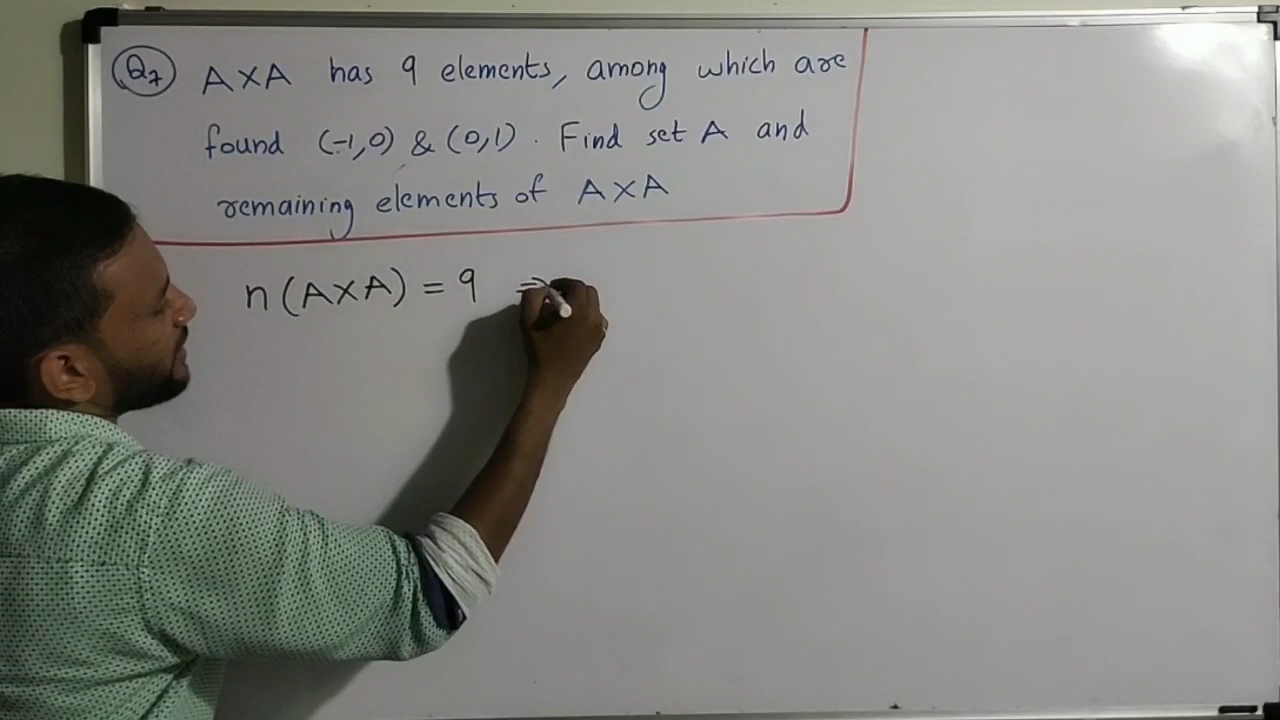 Q7 A×A has 9 elements, among which are
found (-1,0) & (0,1). Find set A and
remaining elements of A×A
n(A×A) = 9 ⇒